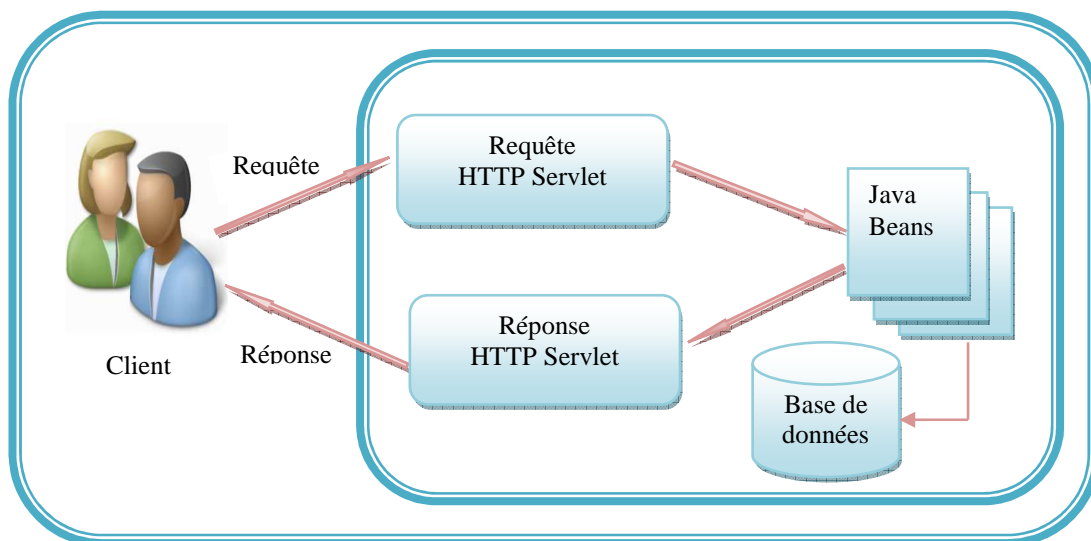 Requête
HTTP Servlet
Requête
Java
Beans
Réponse
HTTP Servlet
Réponse
Client
Base de
données